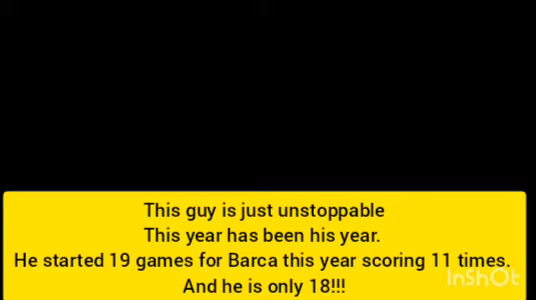 This guy is just unstoppable
This year has been his year.
He started 19 games for Barca this year scoring 11 times.
And he is only 18!!!
InShOt